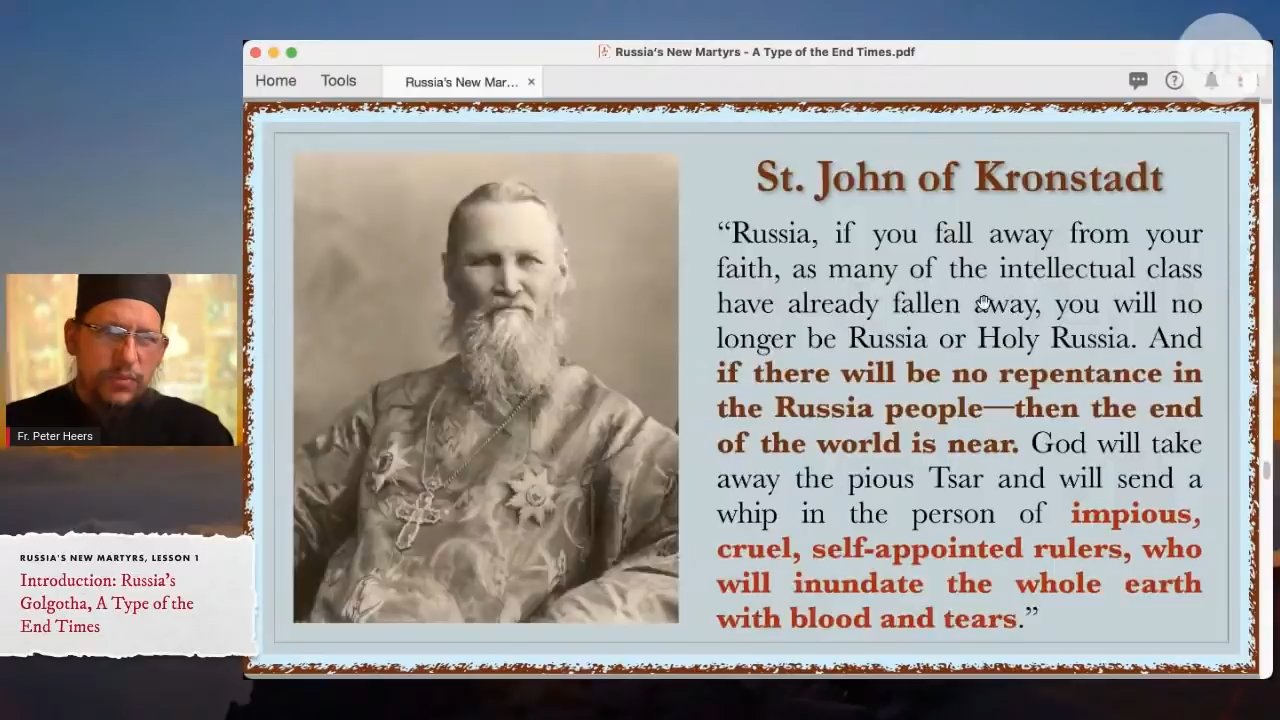 Russia's New Martyrs - A Type of the End Times.pdf
Home Tools Russia's New Mar... ×
St. John of Kronstadt
“Russia, if you fall away from your
faith, as many of the intellectual class
have already fallen away, you will no
longer be Russia or Holy Russia. And
if there will be no repentance in
the Russia people—then the end
of the world is near. God will take
away the pious Tsar and will send a
whip in the person of impious,
cruel, self-appointed rulers, who
will inundate the whole earth
with blood and tears.”
Fr. Peter Heers
RUSSIA'S NEW MARTYRS, LESSON 1
Introduction: Russia's
Golgotha, A Type of the
End Times